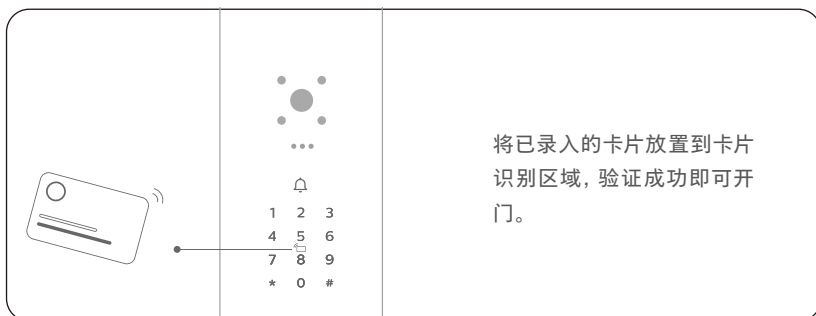 1 2 3
4 5 6
7 8 9
* 0 #
将已录入的卡片放置到卡片
识别区域, 验证成功即可开
门。